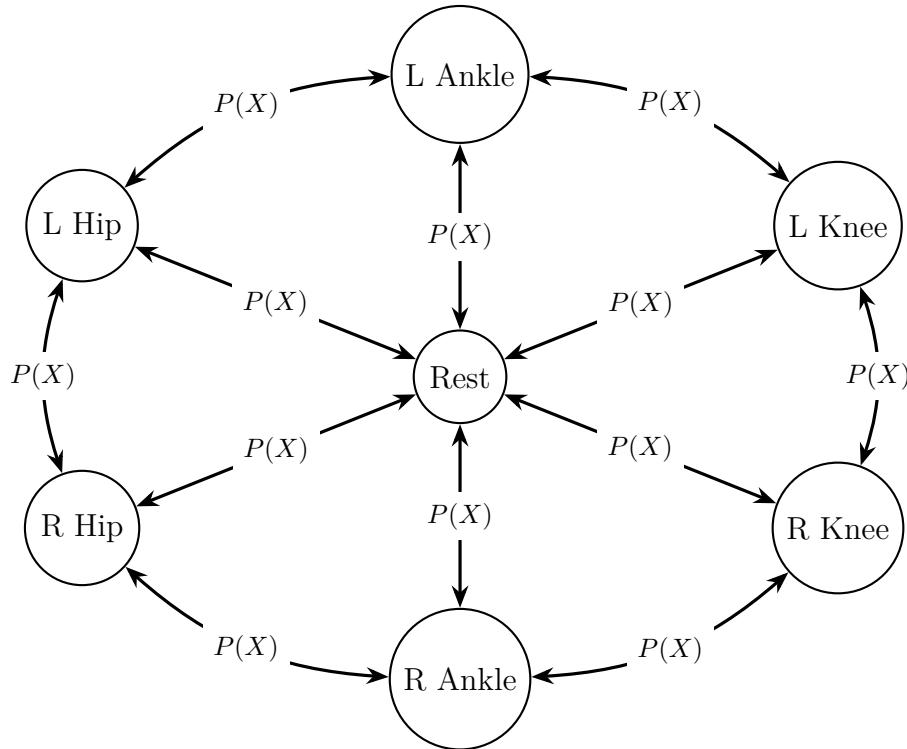 L Ankle
P(X)
P(X)
L Hip
L Knee
P(X)
P(X)
P(X)
P(X)
Rest
P(X)
P(X)
P(X)
P(X)
R Hip
R Knee
P(X)
P(X)
R Ankle